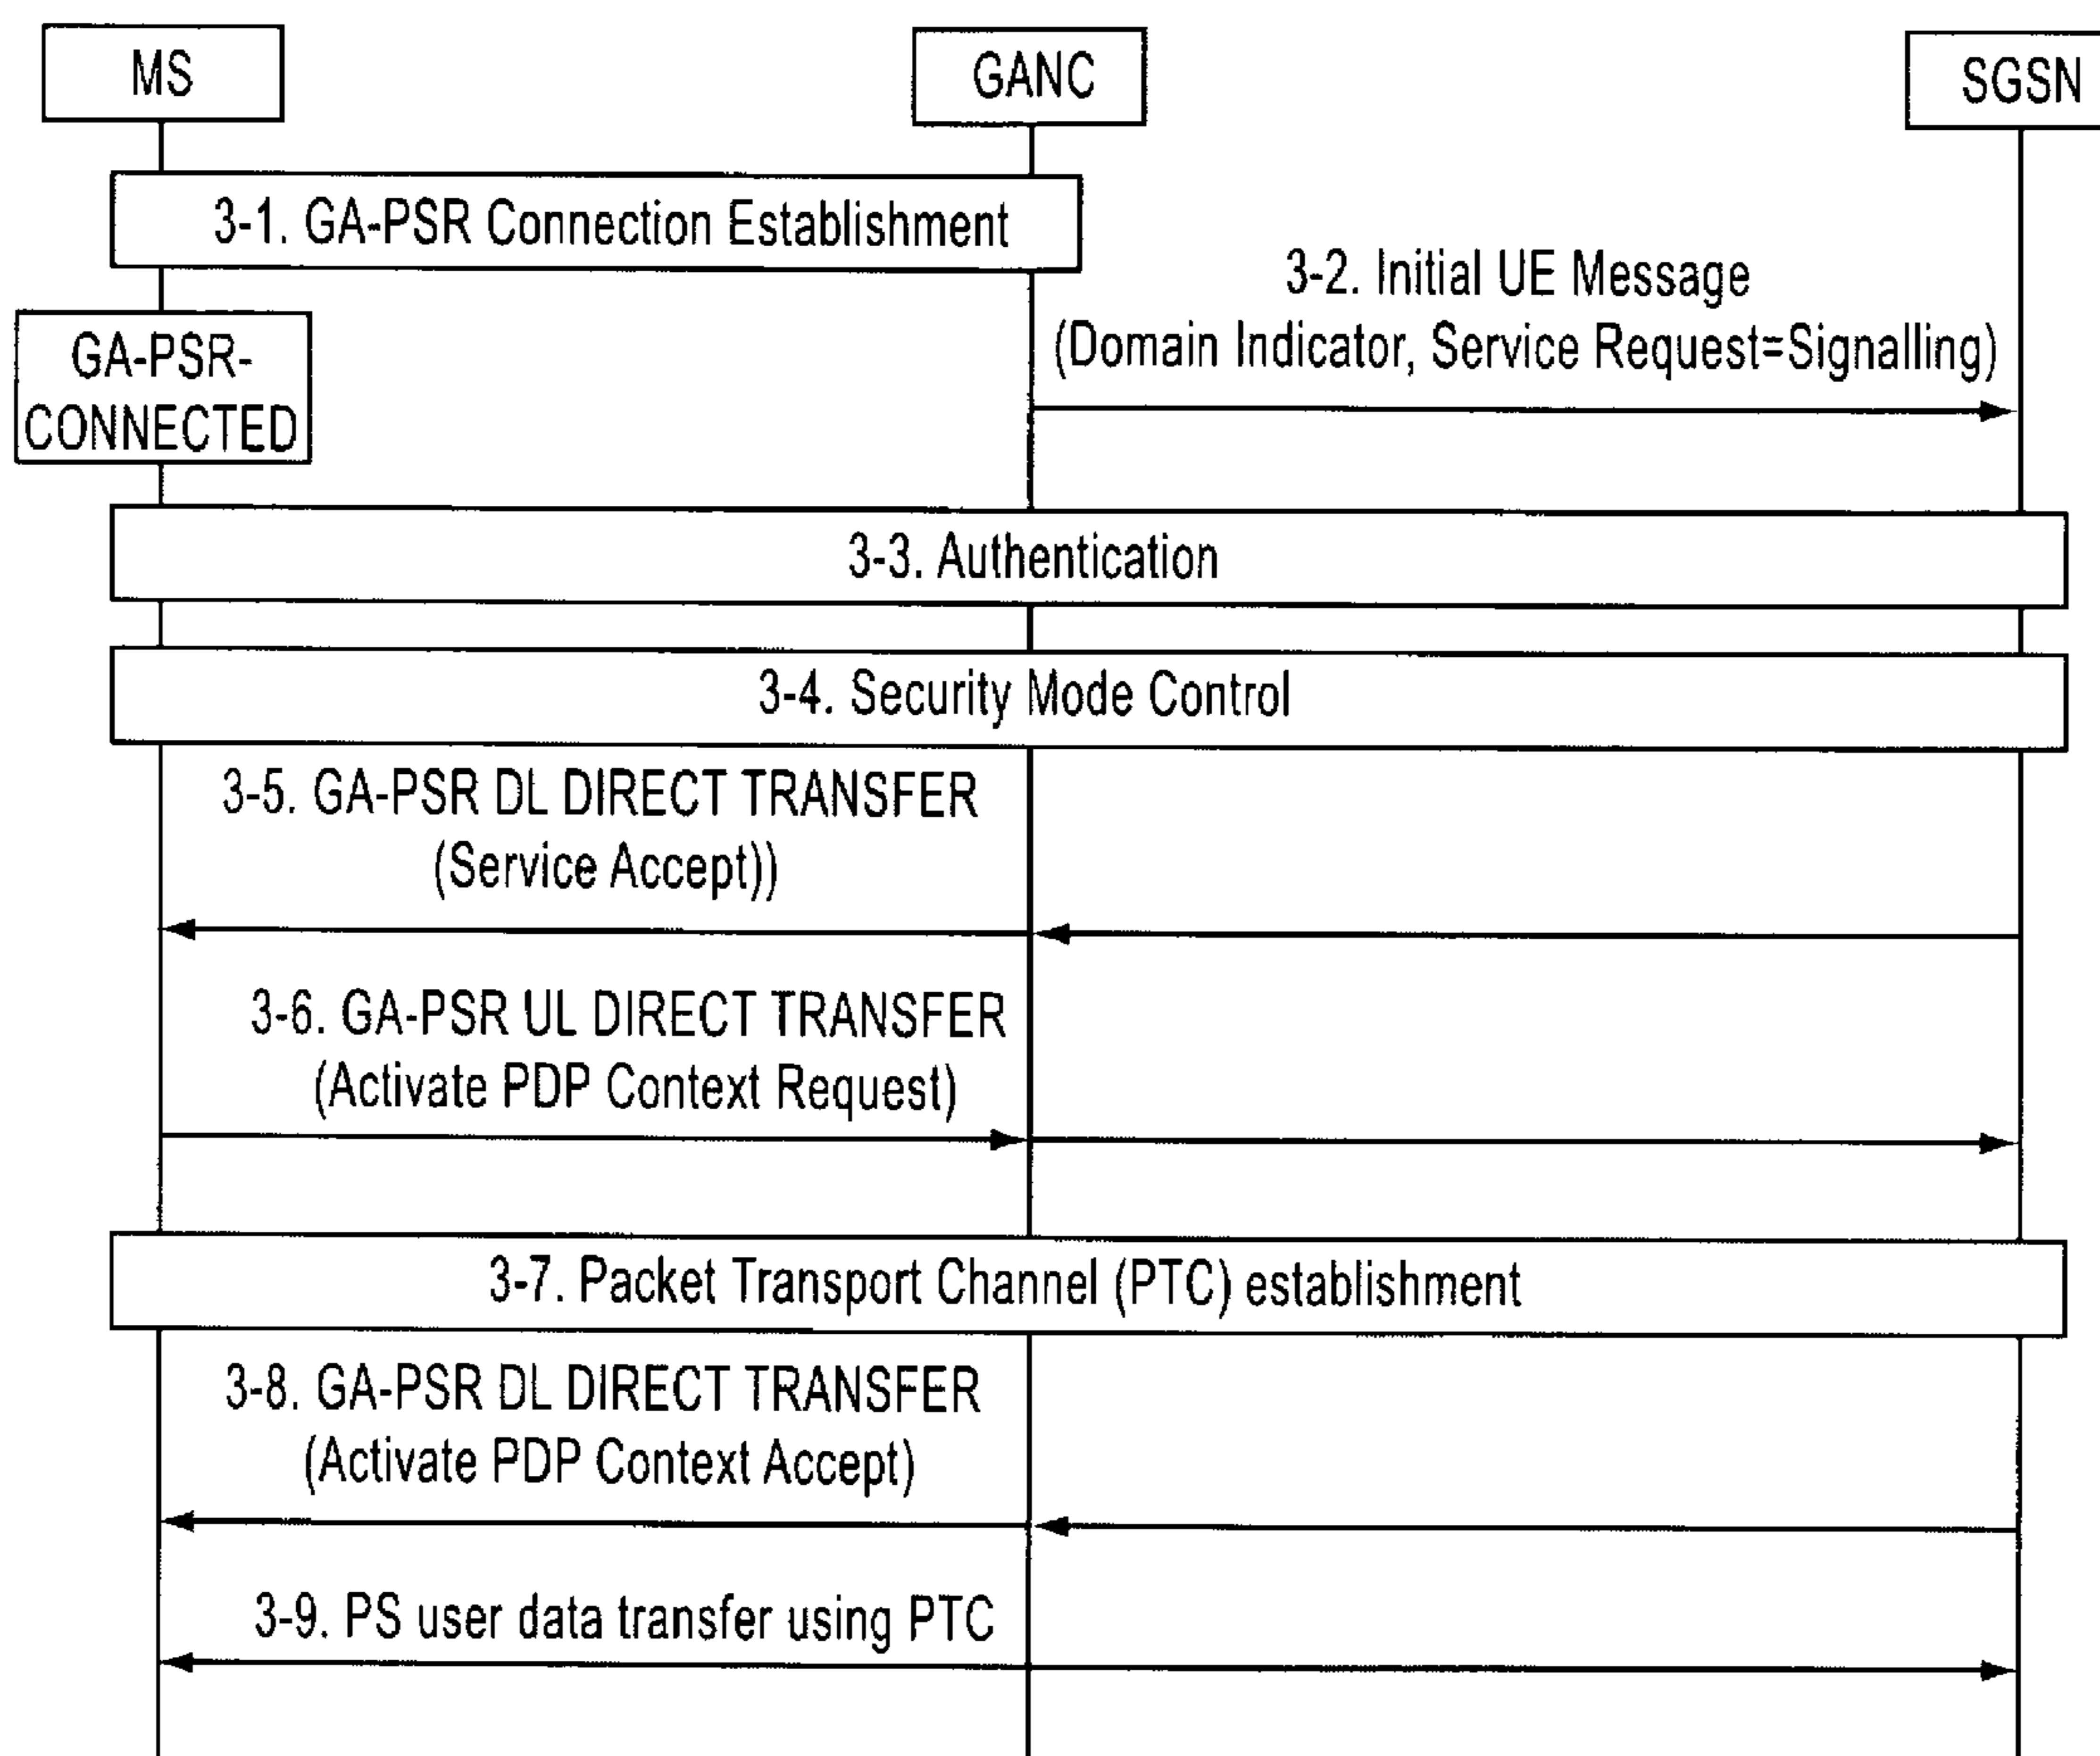 MS
GANC
SGSN
3-1. GA-PSR Connection Establishment
3-2. Initial UE Message
(Domain Indicator, Service Request=Signalling)
GA-PSR-
CONNECTED
3-3. Authentication
3-4. Security Mode Control
3-5. GA-PSR DL DIRECT TRANSFER
(Service Accept))
3-6. GA-PSR UL DIRECT TRANSFER
(Activate PDP Context Request)
3-7. Packet Transport Channel (PTC) establishment
3-8. GA-PSR DL DIRECT TRANSFER
(Activate PDP Context Accept)
3-9. PS user data transfer using PTC